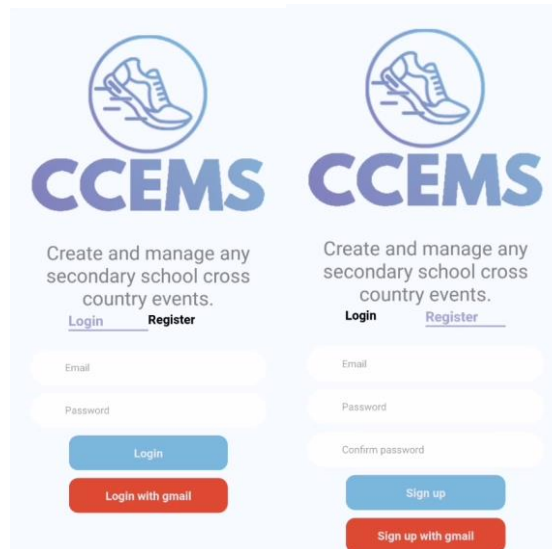 CCEMS
Create and manage any
secondary school cross
country events.
Login Register
Email
Password
Login
Login with gmail
CCEMS
Create and manage any
secondary school cross
country events.
Login Register
Email
Password
Confirm password
Sign up
Sign up with gmail